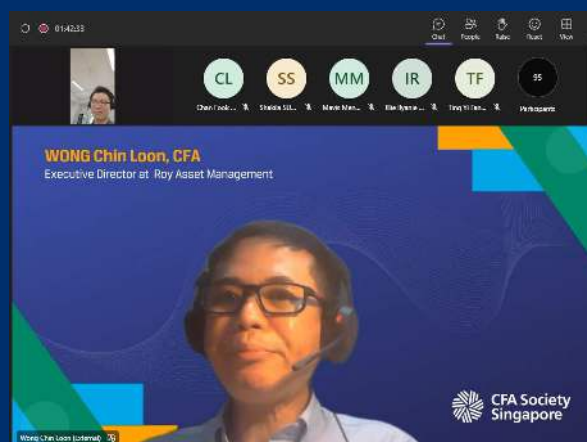 01:42:33
Chat People Raise React View
CL SS MM IR TF 95
Participants
WONG Chin Loon, CFA
Executive Director at Roy Asset Management
CFA Society
Singapore
Wong Chin Loon (External)